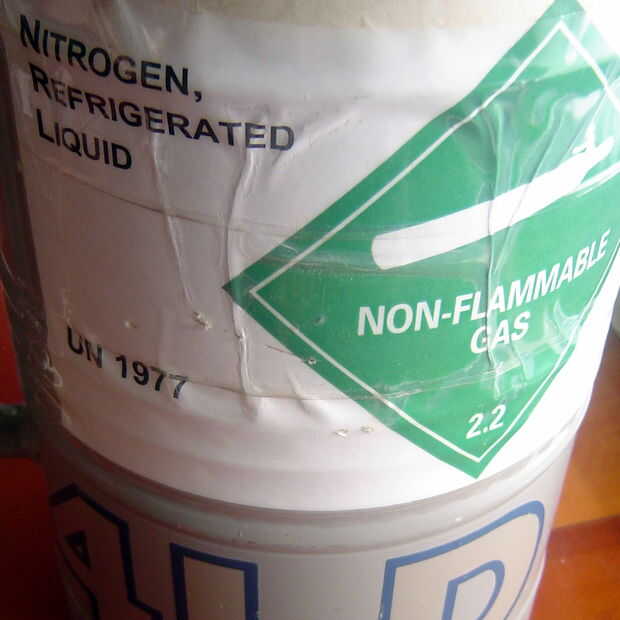 NITROGEN,
REFRIGERATED
LIQUID
UN 1977
NON-FLAMMABLE
GAS
2.2